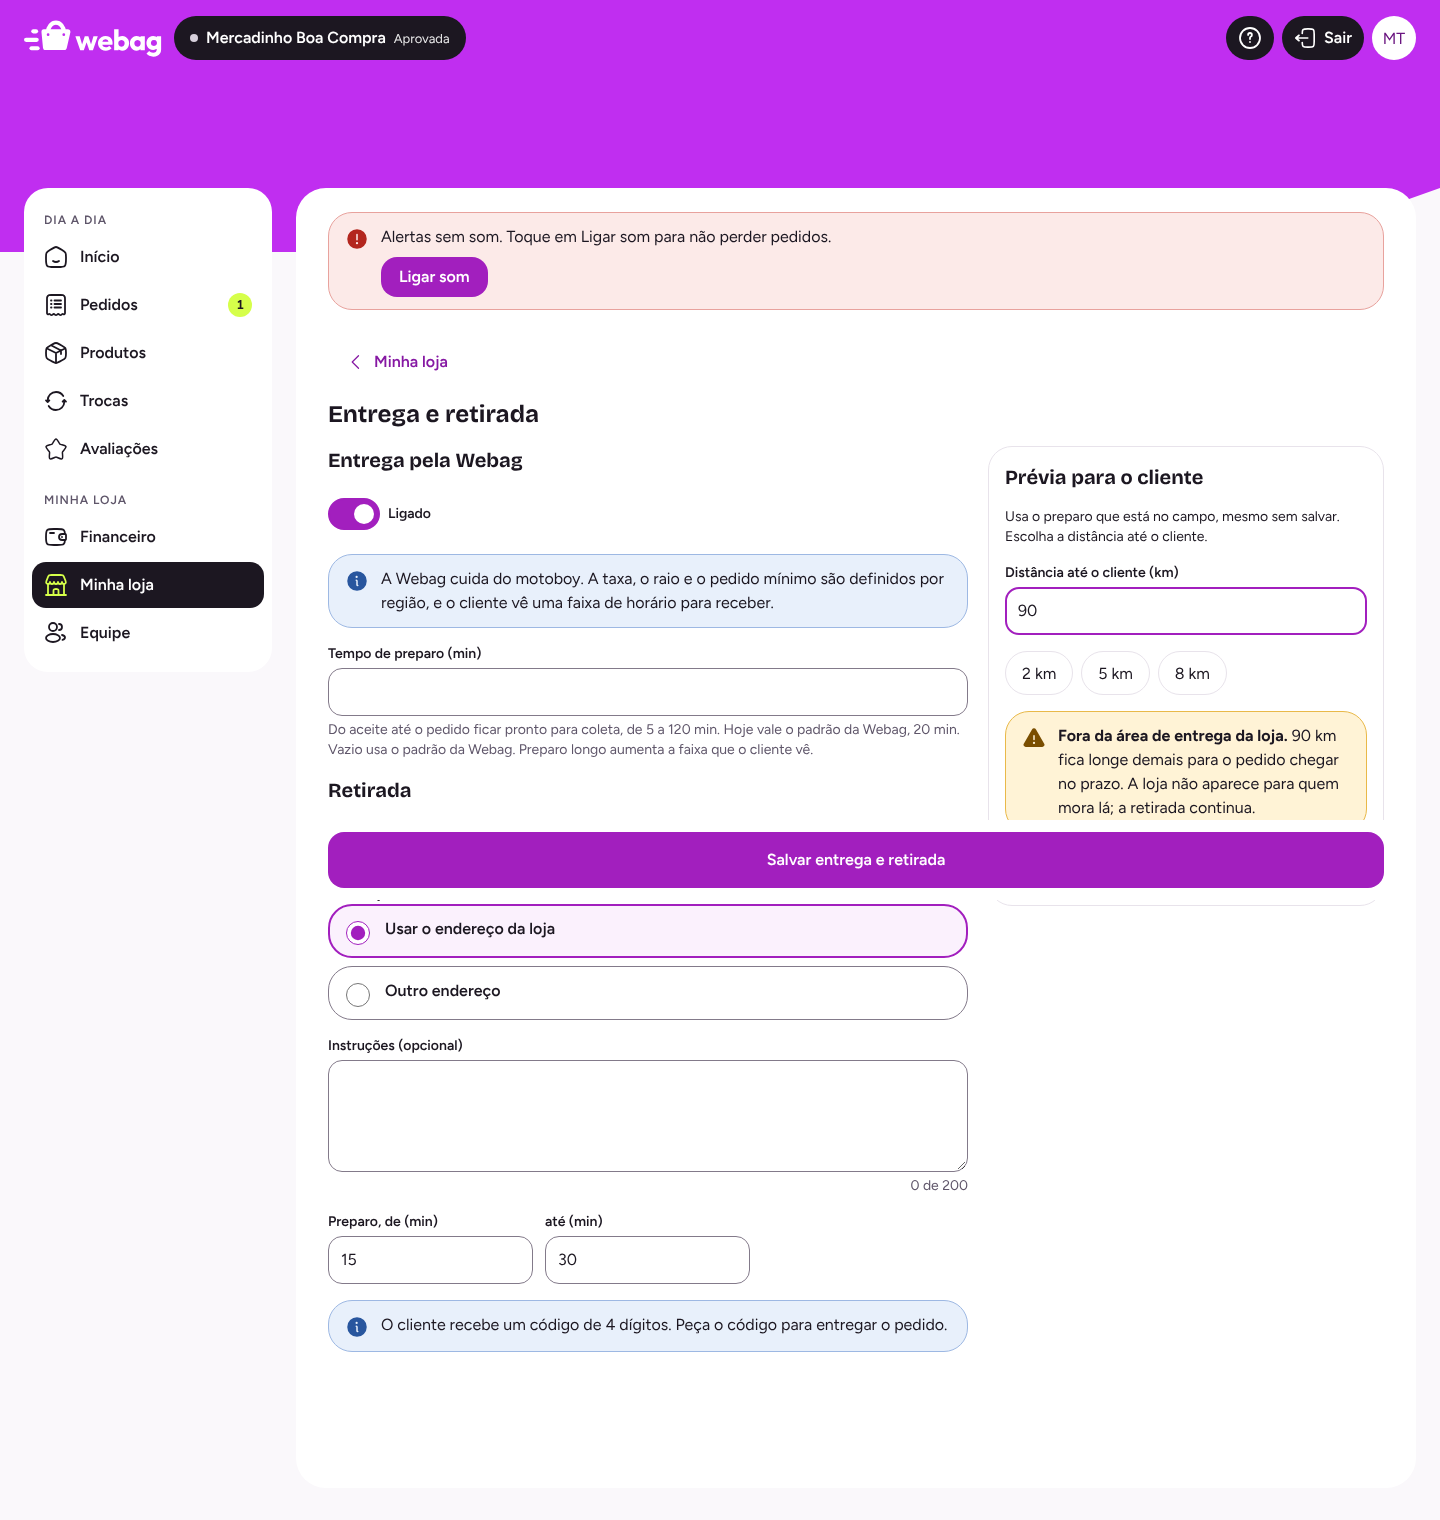 webag
Mercadinho Boa Compra Aprovada
Sair
MT
DIA A DIA
Início
Pedidos
1
Produtos
Trocas
Avaliações
MINHA LOJA
Financeiro
Minha loja
Equipe
Alertas sem som. Toque em Ligar som para não perder pedidos.
Ligar som
Minha loja
Entrega e retirada
Entrega pela Webag
Ligado
A Webag cuida do motoboy. A taxa, o raio e o pedido mínimo são definidos por
região, e o cliente vê uma faixa de horário para receber.
Tempo de preparo (min)
Do aceite até o pedido ficar pronto para coleta, de 5 a 120 min. Hoje vale o padrão da Webag, 20 min.
Vazio usa o padrão da Webag. Preparo longo aumenta a faixa que o cliente vê.
Retirada
Prévia para o cliente
Usa o preparo que está no campo, mesmo sem salvar.
Escolha a distância até o cliente.
Distância até o cliente (km)
90
2 km
5 km
8 km
Fora da área de entrega da loja. 90 km
fica longe demais para o pedido chegar
no prazo. A loja não aparece para quem
mora lá; a retirada continua.
Salvar entrega e retirada
Usar o endereço da loja
Outro endereço
Instruções (opcional)
0 de 200
Preparo, de (min)
até (min)
15
30
O cliente recebe um código de 4 dígitos. Peça o código para entregar o pedido.